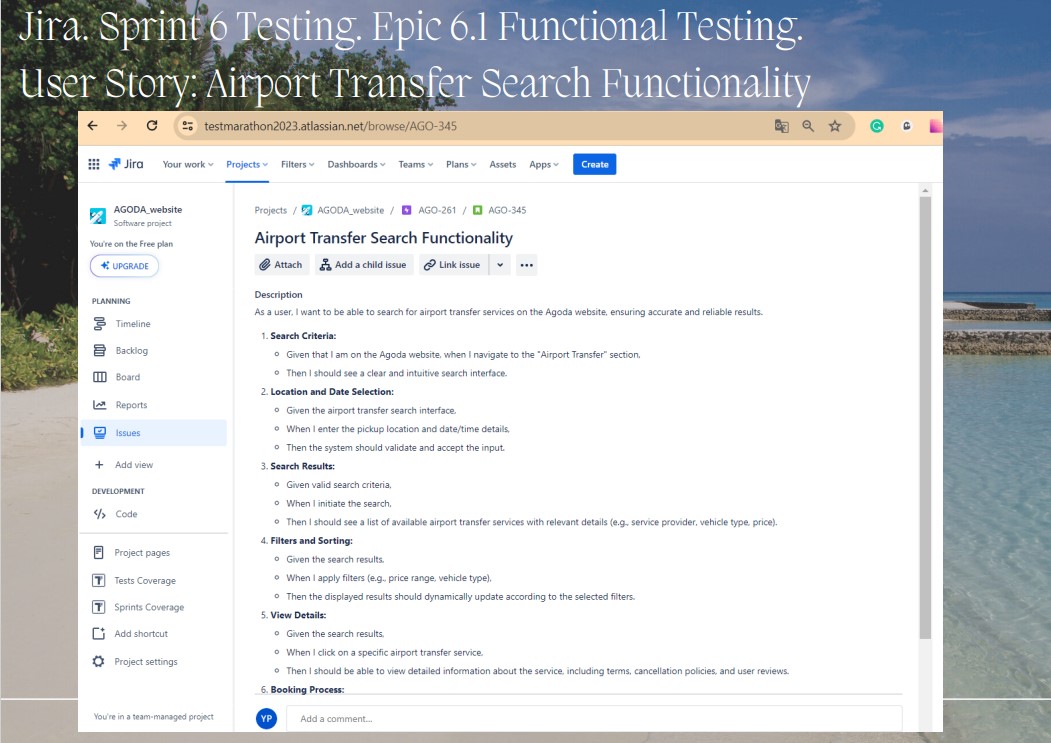 Jira. Sprint 6 Testing. Epic 6.1 Functional Testing.
User Story: Airport Transfer Search Functionality
testmarathon2023.atlassian.net/browse/AGO-345
Jira
Your work
Projects
Filters
Dashboards
Teams
Plans
Assets
Apps
Create
AGODA_website
Software project
You're on the Free plan
UPGRADE
PLANNING
Timeline
Backlog
Board
Reports
Issues
Add view
DEVELOPMENT
Code
Project pages
Tests Coverage
Sprints Coverage
Add shortcut
Project settings
You're in a team-managed project
Projects / AGODA_website / AGO-261 / AGO-345
Airport Transfer Search Functionality
Attach
Add a child issue
Link issue
Description
As a user, I want to be able to search for airport transfer services on the Agoda website, ensuring accurate and reliable results.
1. Search Criteria:
Given that I am on the Agoda website, when I navigate to the "Airport Transfer" section,
Then I should see a clear and intuitive search interface.
2. Location and Date Selection:
Given the airport transfer search interface,
When I enter the pickup location and date/time details,
Then the system should validate and accept the input.
3. Search Results:
Given valid search criteria,
When I initiate the search,
Then I should see a list of available airport transfer services with relevant details (e.g., service provider, vehicle type, price).
4. Filters and Sorting:
Given the search results,
When I apply filters (e.g., price range, vehicle type),
Then the displayed results should dynamically update according to the selected filters.
5. View Details:
Given the search results,
When I click on a specific airport transfer service,
Then I should be able to view detailed information about the service, including terms, cancellation policies, and user reviews.
6. Booking Process:
YP
Add a comment...